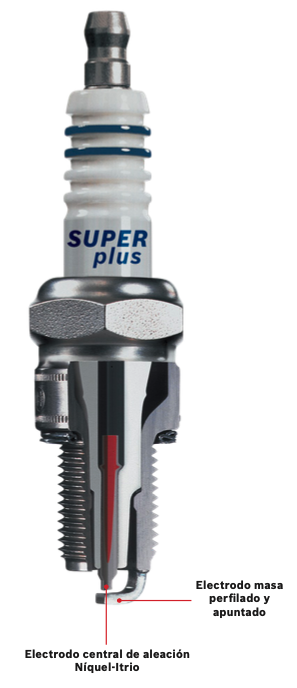 SUPER
plus
Electrodo masa
perfilado y
apuntado
Electrodo central de aleación
Níquel-Itrio